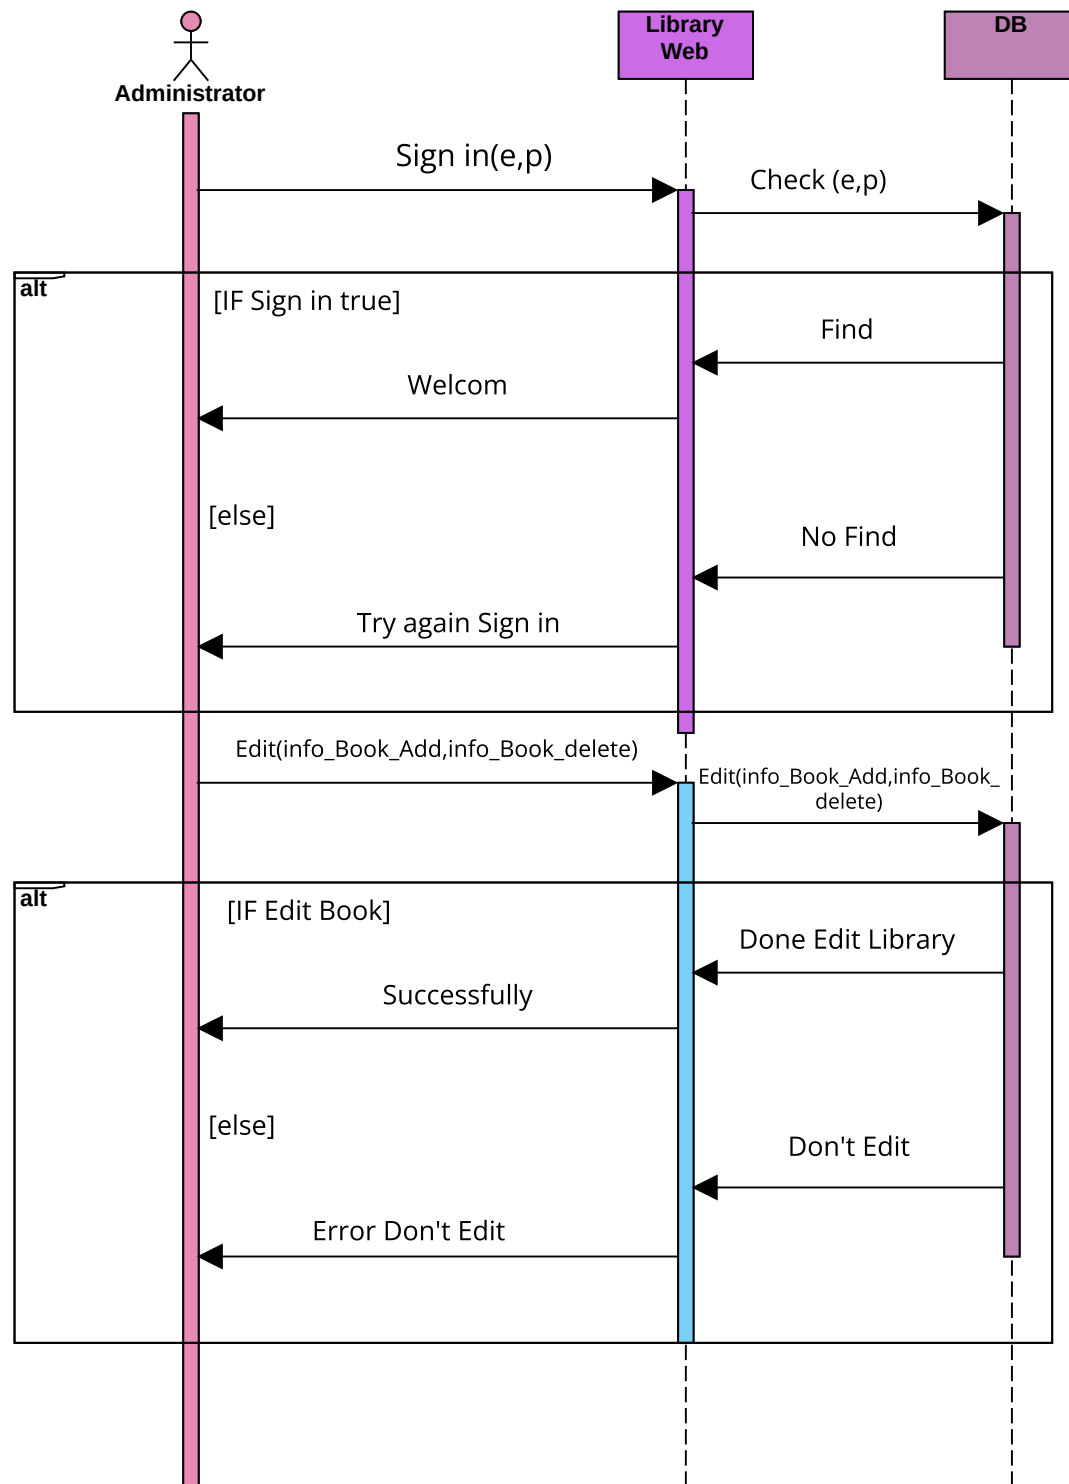 Library
Web
DB
Administrator
Sign in(e,p)
Check (e,p)
alt
[IF Sign in true]
Find
Welcom
[else]
No Find
Try again Sign in
Edit(info_Book_Add,info_Book_delete)
Edit(info_Book_Add,info_Book_
delete)
alt
[IF Edit Book]
Done Edit Library
Successfully
[else]
Don't Edit
Error Don't Edit